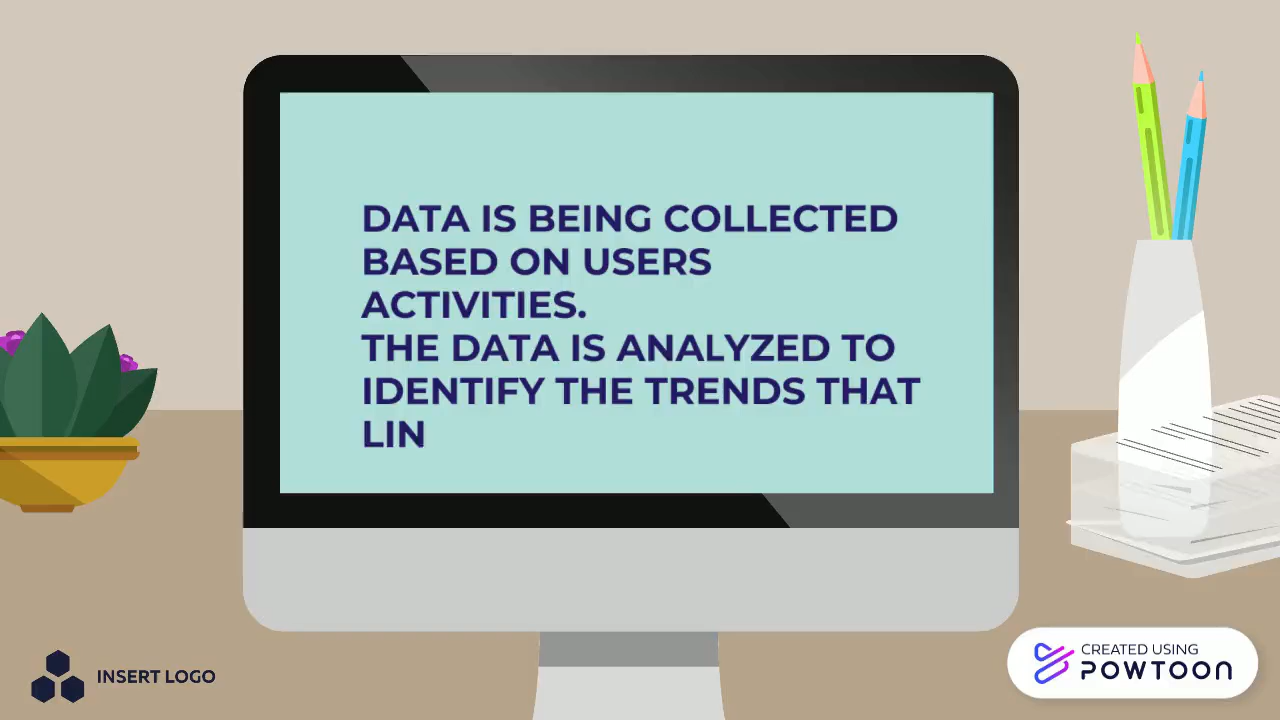 DATA IS BEING COLLECTED
BASED ON USERS
ACTIVITIES.
THE DATA IS ANALYZED TO
IDENTIFY THE TRENDS THAT
LIN
INSERT LOGO
CREATED USING
POWTOON